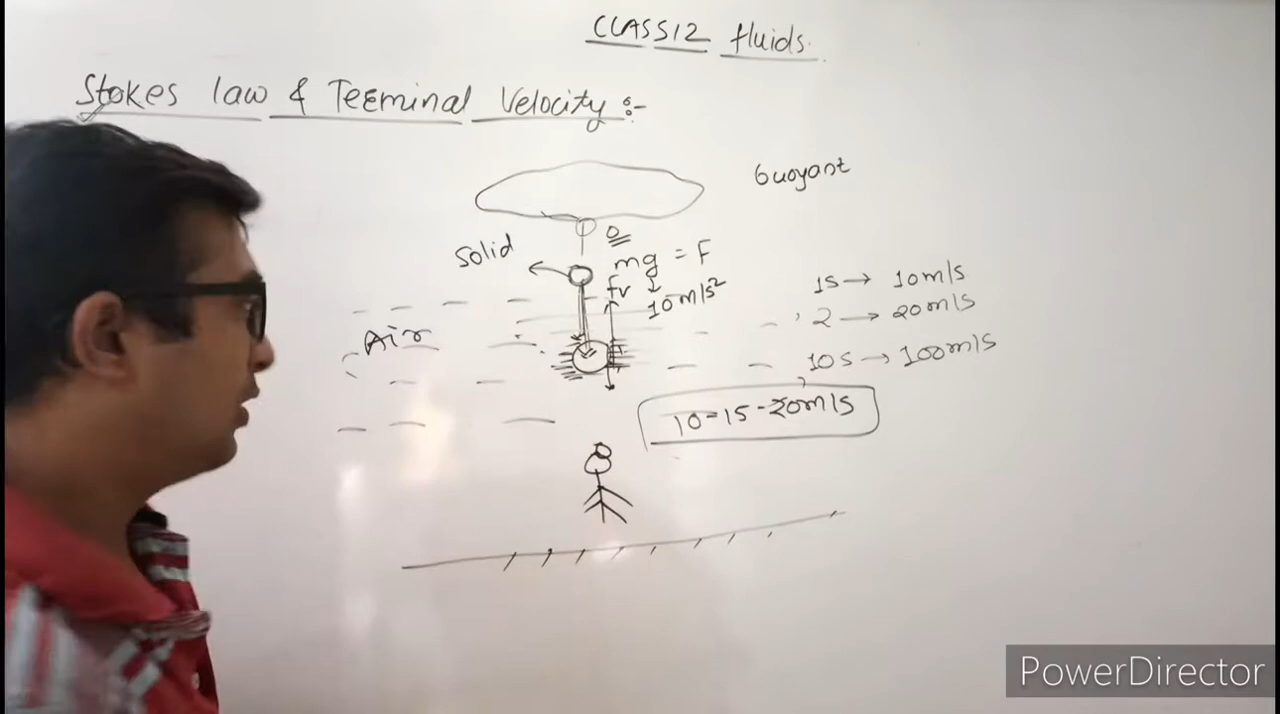 CLASS12 fluids.
Stokes law & Terminal Velocity :-
buoyant
Solid
mg = F
fv
10m/s²
Air
1s → 10m/s
2 → 20m/s
10s → 100m/s
10-15-20m/s
PowerDirector